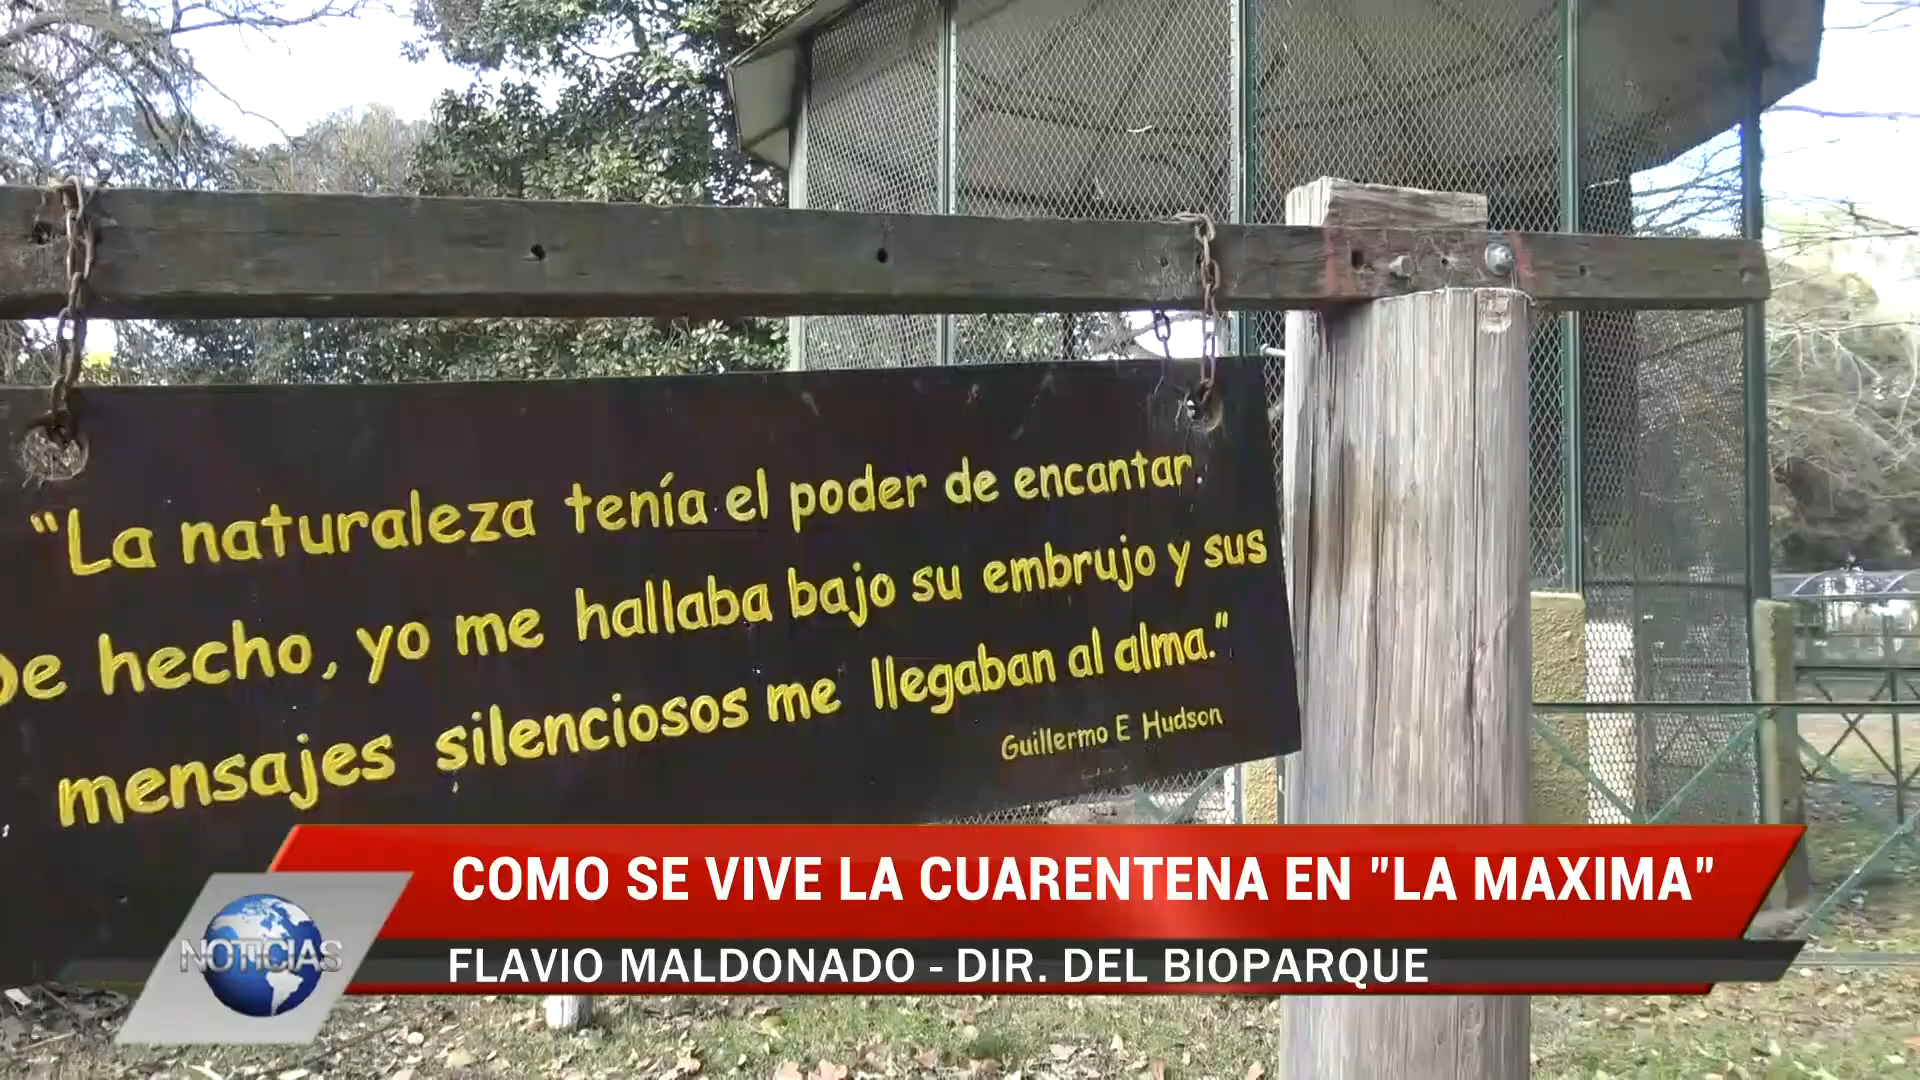 “La naturaleza tenía el poder de encantar.
De hecho, yo me hallaba bajo su embrujo y sus
mensajes silenciosos me llegaban al alma.”
Guillermo E Hudson
COMO SE VIVE LA CUARENTENA EN "LA MAXIMA"
NOTICIAS
FLAVIO MALDONADO - DIR. DEL BIOPARQUE